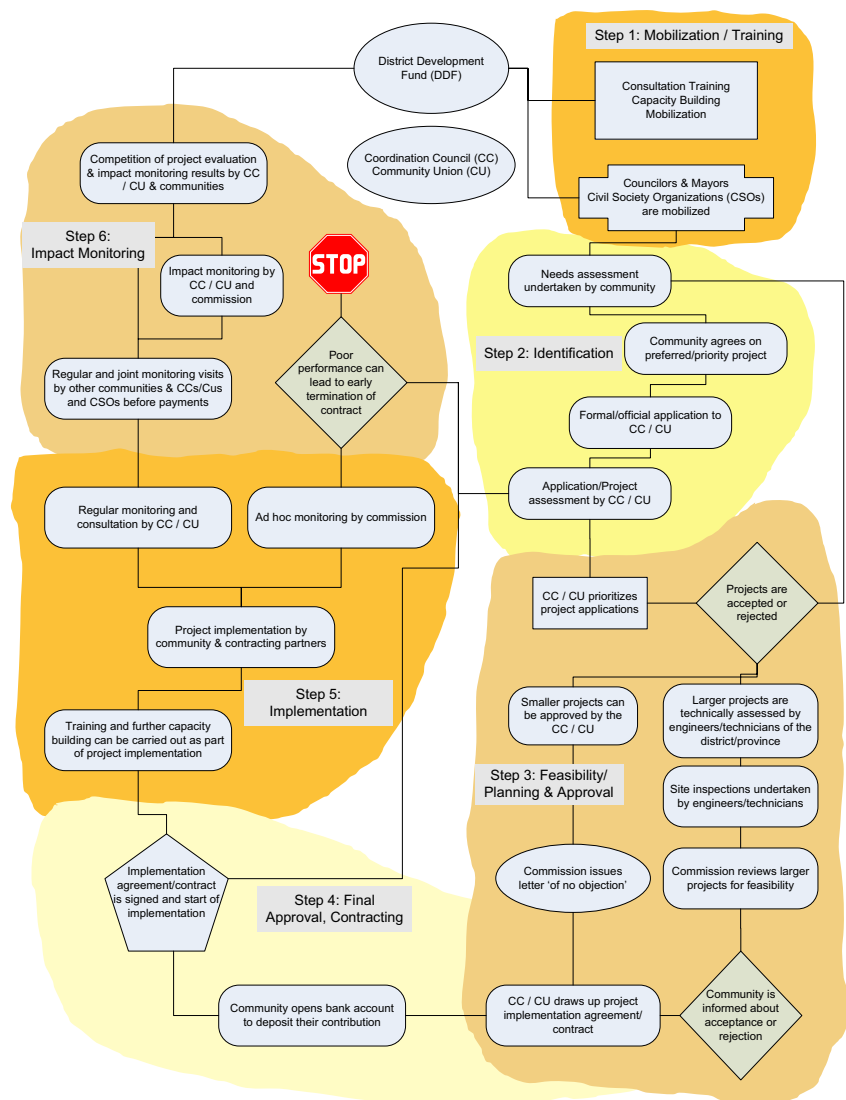 Step 1: Mobilization / Training
District Development
Fund (DDF)
Consultation Training
Capacity Building
Mobilization
Competition of project evaluation
& impact monitoring results by CC
/ CU & communities
Coordination Council (CC)
Community Union (CU)
Councilors & Mayors
Civil Society Organizations (CSOs)
are mobilized
Step 6:
Impact Monitoring
STOP
Impact monitoring by
CC / CU and
commission
Needs assessment
undertaken by community
Step 2: Identification
Community agrees on
preferred/priority project
Poor
performance can
lead to early
termination of
contract
Regular and joint monitoring visits
by other communities & CCs/Cus
and CSOs before payments
Formal/official application to
CC / CU
Application/Project
assessment by CC / CU
Regular monitoring and
consultation by CC / CU
Ad hoc monitoring by commission
CC / CU prioritizes
project applications
Projects are
accepted or
rejected
Project implementation by
community & contracting partners
Step 5:
Implementation
Smaller projects can
be approved by the
CC / CU
Larger projects are
technically assessed by
engineers/technicians of the
district/province
Training and further capacity
building can be carried out as part
of project implementation
Step 3: Feasibility/
Planning & Approval
Site inspections undertaken
by engineers/technicians
Implementation
agreement/contract
is signed and start of
implementation
Commission issues
letter ‘of no objection’
Commission reviews larger
projects for feasibility
Step 4: Final
Approval, Contracting
Community opens bank account
to deposit their contribution
CC / CU draws up project
implementation agreement/
contract
Community is
informed about
acceptance or
rejection